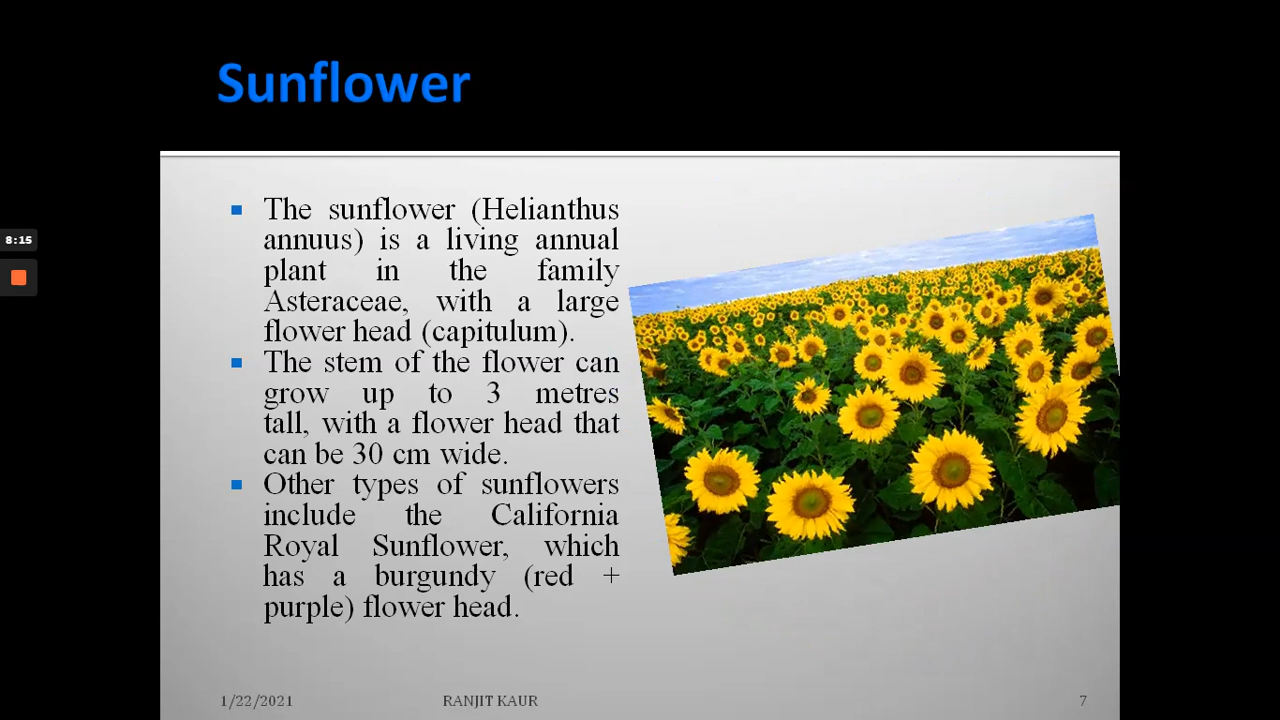 Sunflower
The sunflower (Helianthus
annuus) is a living annual
plant in the family
Asteraceae, with a large
flower head (capitulum).
The stem of the flower can
grow up to 3 metres
tall, with a flower head that
can be 30 cm wide.
Other types of sunflowers
include the California
Royal Sunflower, which
has a burgundy (red +
purple) flower head.
8:15
1/22/2021 RANJIT KAUR 7